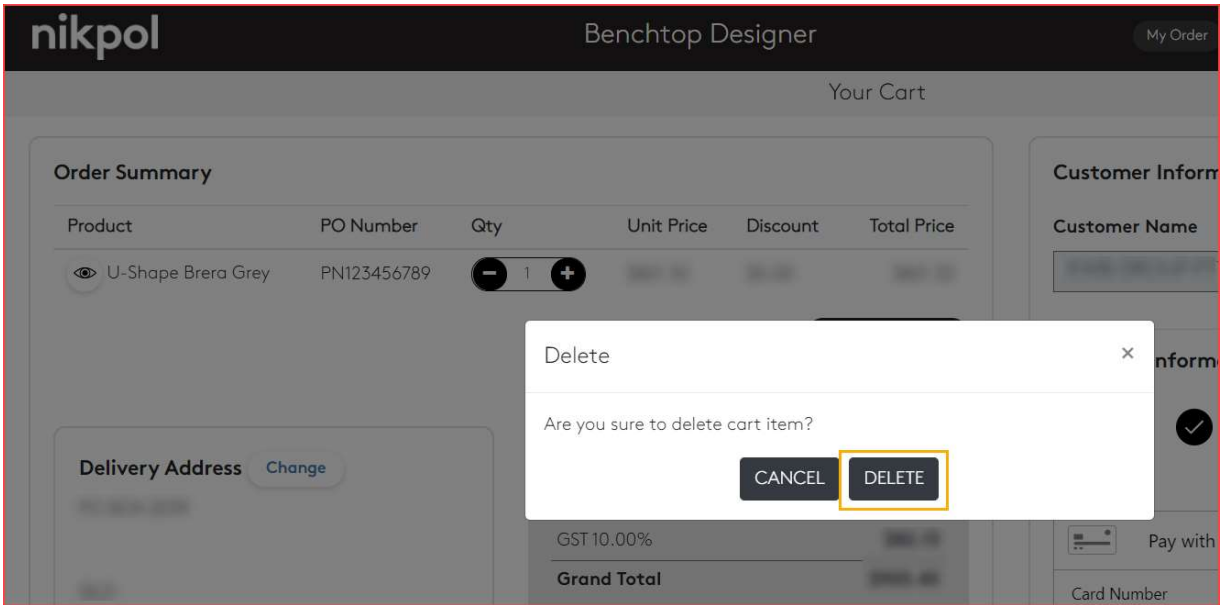 nikpol
Benchtop Designer
My Order
Your Cart
Order Summary
Product PO Number Qty Unit Price Discount Total Price
U-Shape Brera Grey PN123456789 1
Customer Inform
Customer Name
Delete
Are you sure to delete cart item?
CANCEL DELETE
nform
Delivery Address Change
GST 10.00%
Grand Total
Pay with
Card Number